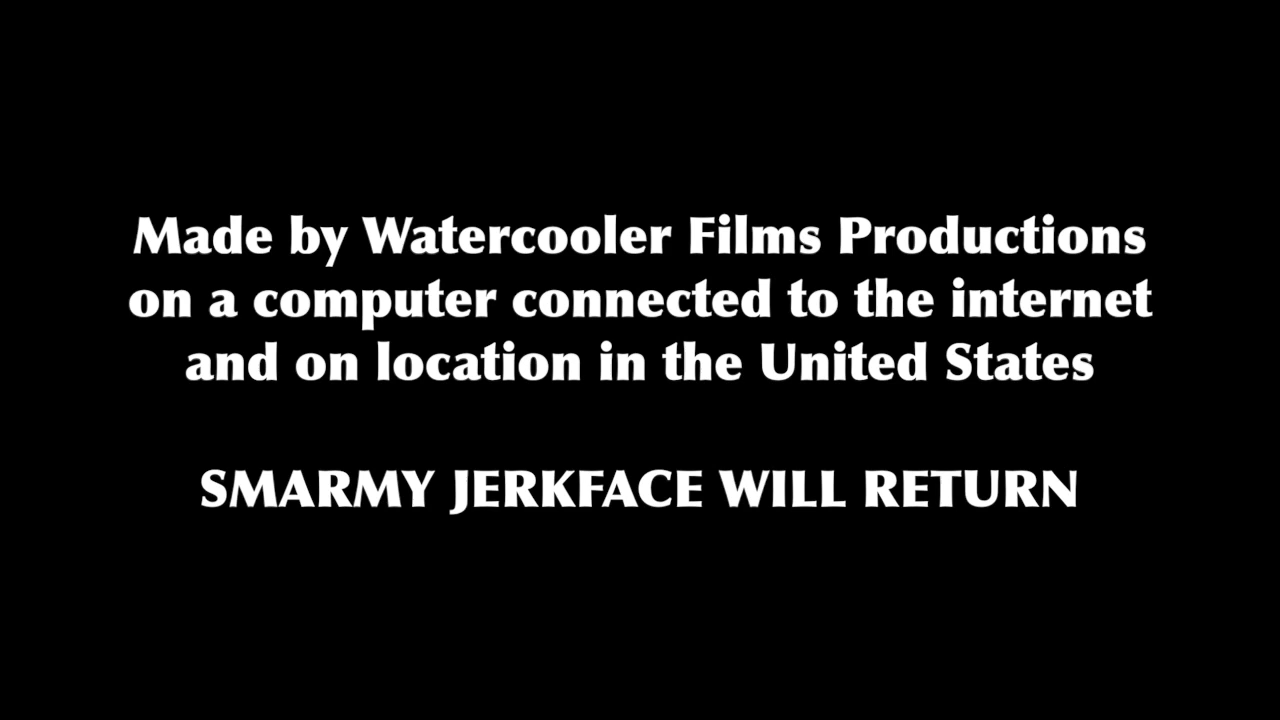 Made by Watercooler Films Productions
on a computer connected to the internet
and on location in the United States
SMARMY JERKFACE WILL RETURN